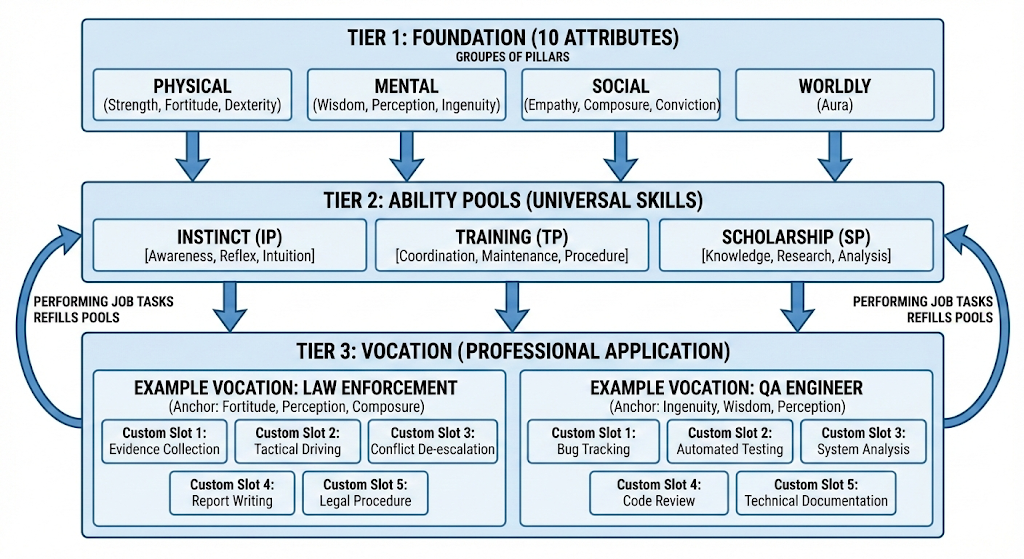 TIER 1: FOUNDATION (10 ATTRIBUTES)
GROUPES OF PILLARS
PHYSICAL
(Strength, Fortitude, Dexterity)
MENTAL
(Wisdom, Perception, Ingenuity)
SOCIAL
(Empathy, Composure, Conviction)
WORLDLY
(Aura)
TIER 2: ABILITY POOLS (UNIVERSAL SKILLS)
INSTINCT (IP)
[Awareness, Reflex, Intuition]
TRAINING (TP)
[Coordination, Maintenance, Procedure]
SCHOLARSHIP (SP)
[Knowledge, Research, Analysis]
PERFORMING JOB TASKS
REFILLS POOLS
PERFORMING JOB TASKS
REFILLS POOLS
TIER 3: VOCATION (PROFESSIONAL APPLICATION)
EXAMPLE VOCATION: LAW ENFORCEMENT
(Anchor: Fortitude, Perception, Composure)
Custom Slot 1:
Evidence Collection
Custom Slot 2:
Tactical Driving
Custom Slot 3:
Conflict De-escalation
Custom Slot 4:
Report Writing
Custom Slot 5:
Legal Procedure
EXAMPLE VOCATION: QA ENGINEER
(Anchor: Ingenuity, Wisdom, Perception)
Custom Slot 1:
Bug Tracking
Custom Slot 2:
Automated Testing
Custom Slot 3:
System Analysis
Custom Slot 4:
Code Review
Custom Slot 5:
Technical Documentation